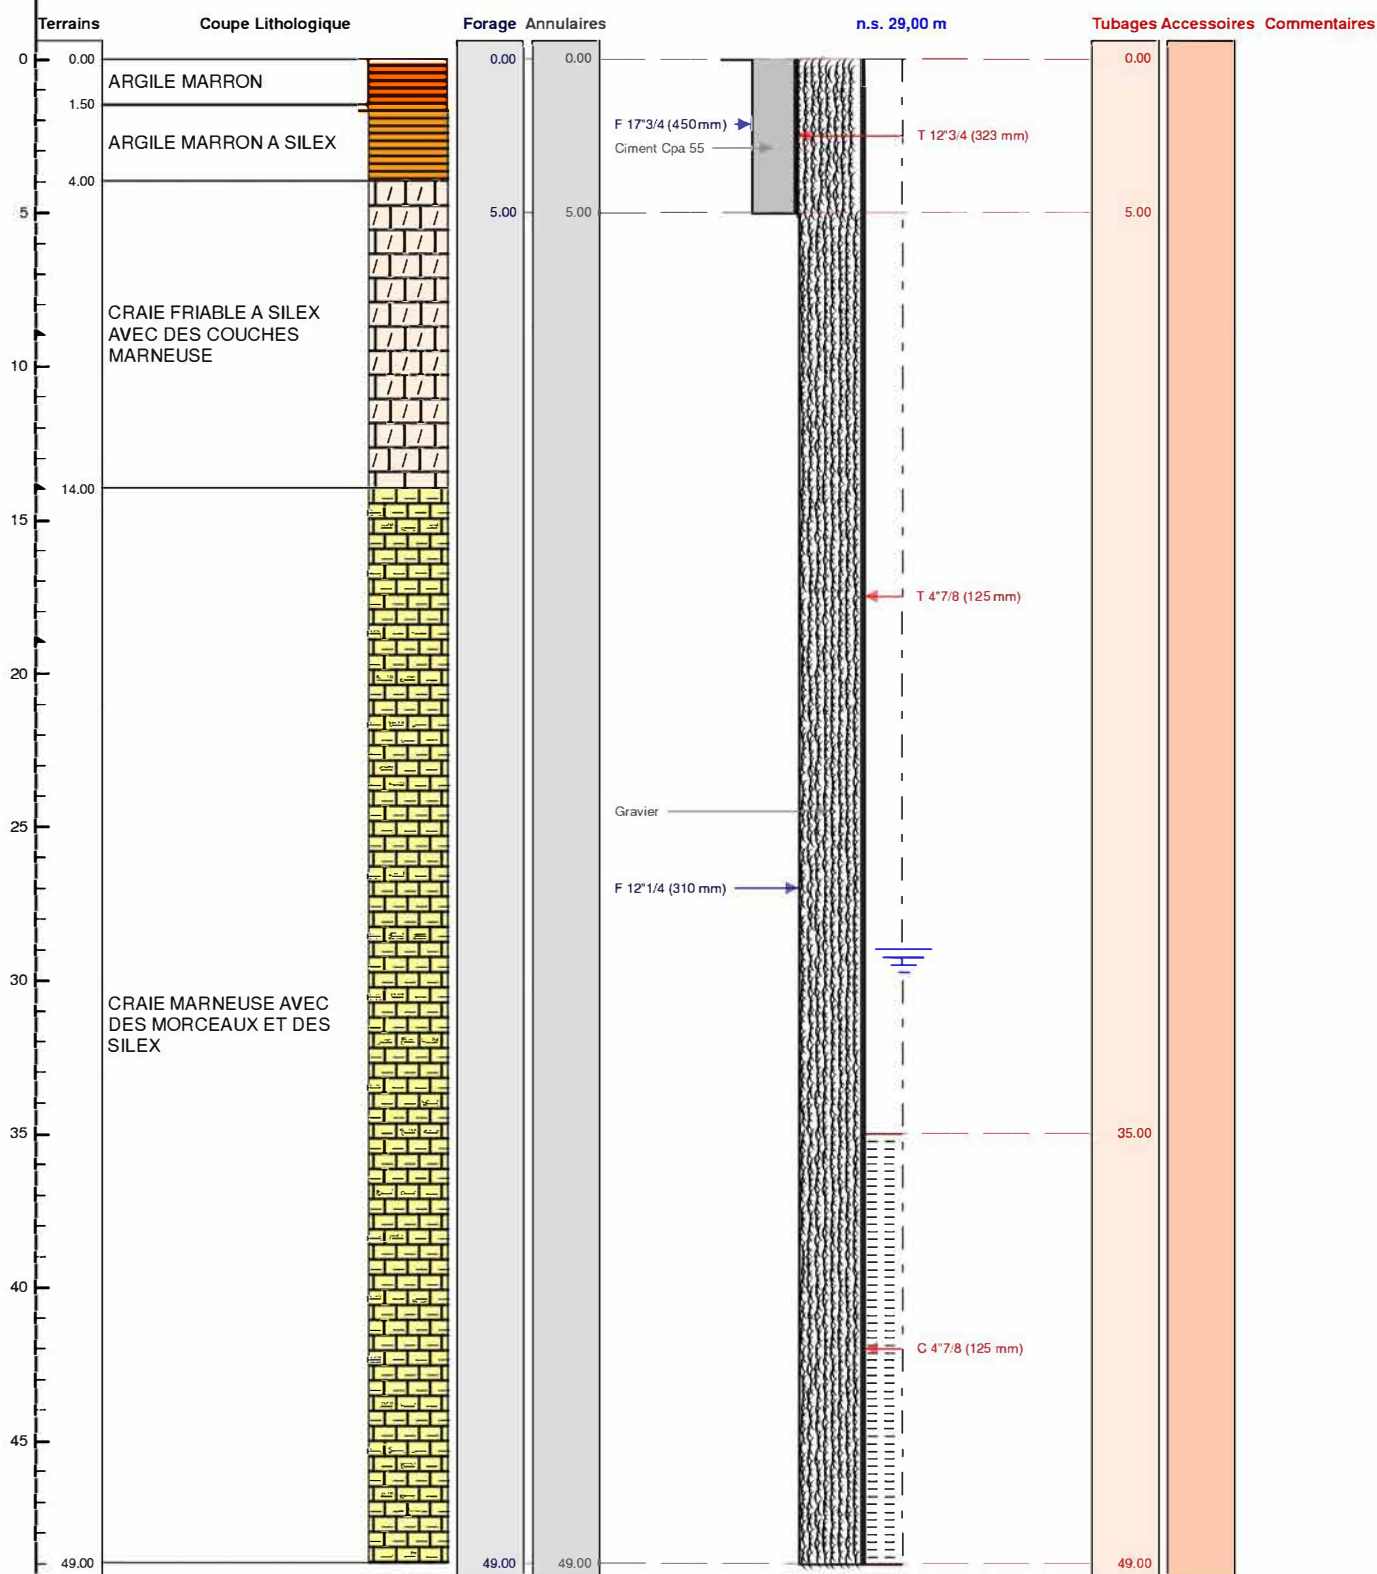 Terrains Coupe Lithologique Forage Annulaires n.s. 29,00 m Tubages Accessoires Commentaires
0 0.00 0.00 0.00 0.00
ARGILE MARRON
1.50
F 17"3/4 (450mm)
T 12"3/4 (323 mm)
ARGILE MARRON A SILEX
Ciment Cpa 55
4.00
5 5.00 5.00 5.00
CRAIE FRIABLE A SILEX
AVEC DES COUCHES
MARNEUSE
10
14.00
15
T 4"7/8 (125 mm)
20
Gravier
25
F 12"1/4 (310 mm)
30
CRAIE MARNEUSE AVEC
DES MORCEAUX ET DES
SILEX
35 35.00
40
C 4"7/8 (125 mm)
45
49.00 49.00 49.00 49.00